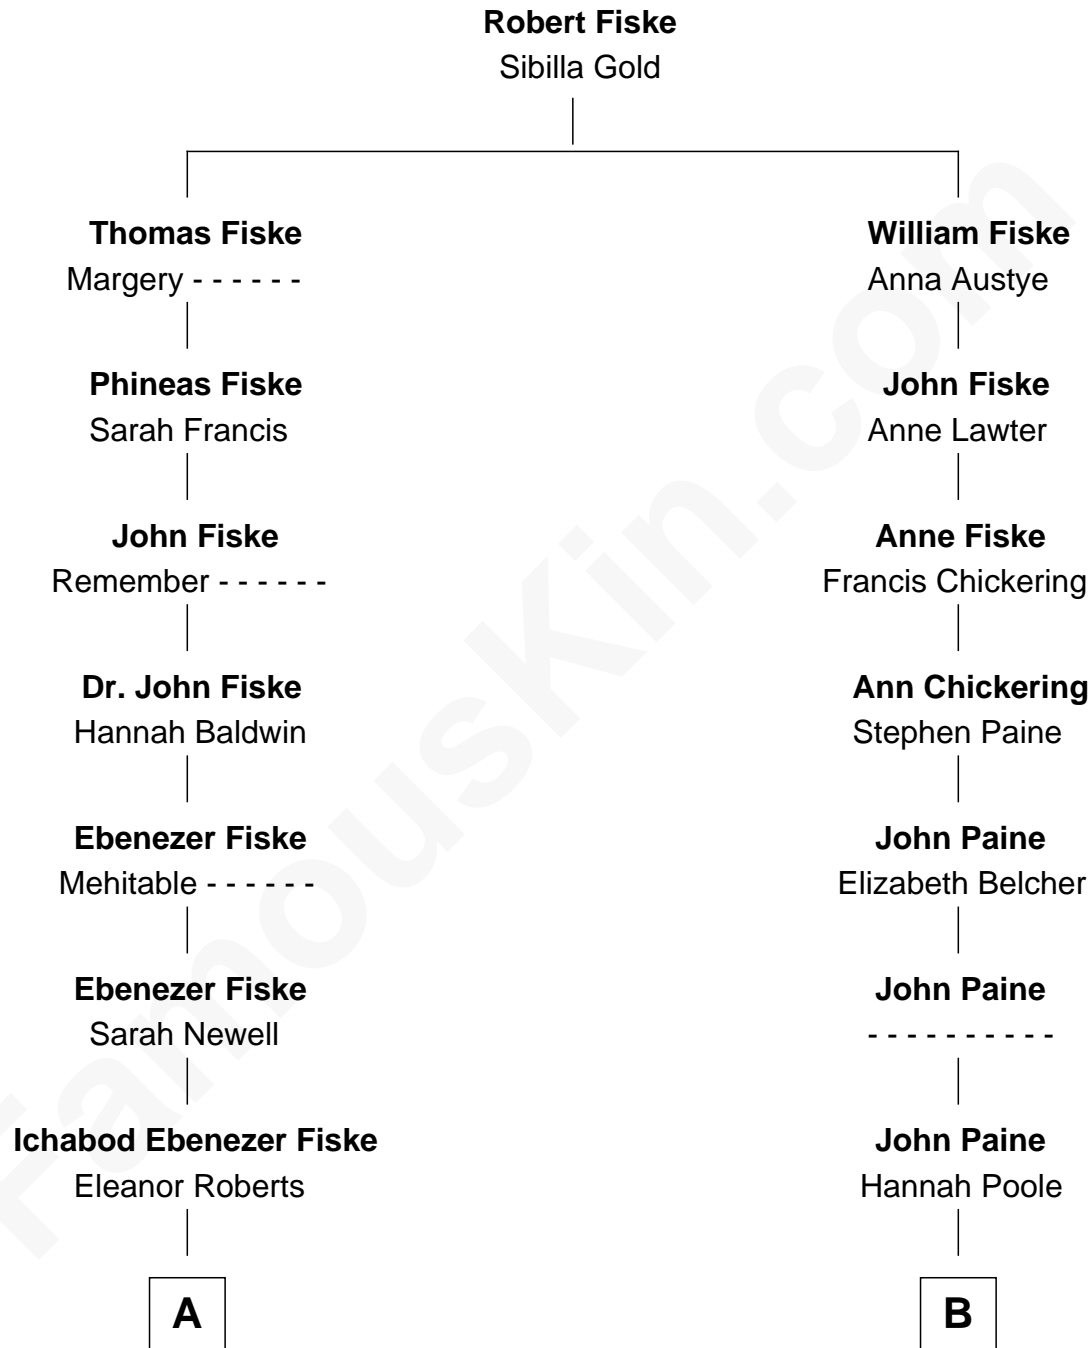 Robert Fiske
Sibilla Gold
Thomas Fiske
Margery - - - - - -
William Fiske
Anna Austye
Phineas Fiske
Sarah Francis
John Fiske
Anne Lawter
John Fiske
Remember - - - - - -
Anne Fiske
Francis Chickering
Dr. John Fiske
Hannah Baldwin
Ann Chickering
Stephen Paine
Ebenezer Fiske
Mehitable - - - - - -
John Paine
Elizabeth Belcher
Ebenezer Fiske
Sarah Newell
John Paine
- - - - - - - - - -
Ichabod Ebenezer Fiske
Eleanor Roberts
John Paine
Hannah Poole
A
B
FamousKin.com